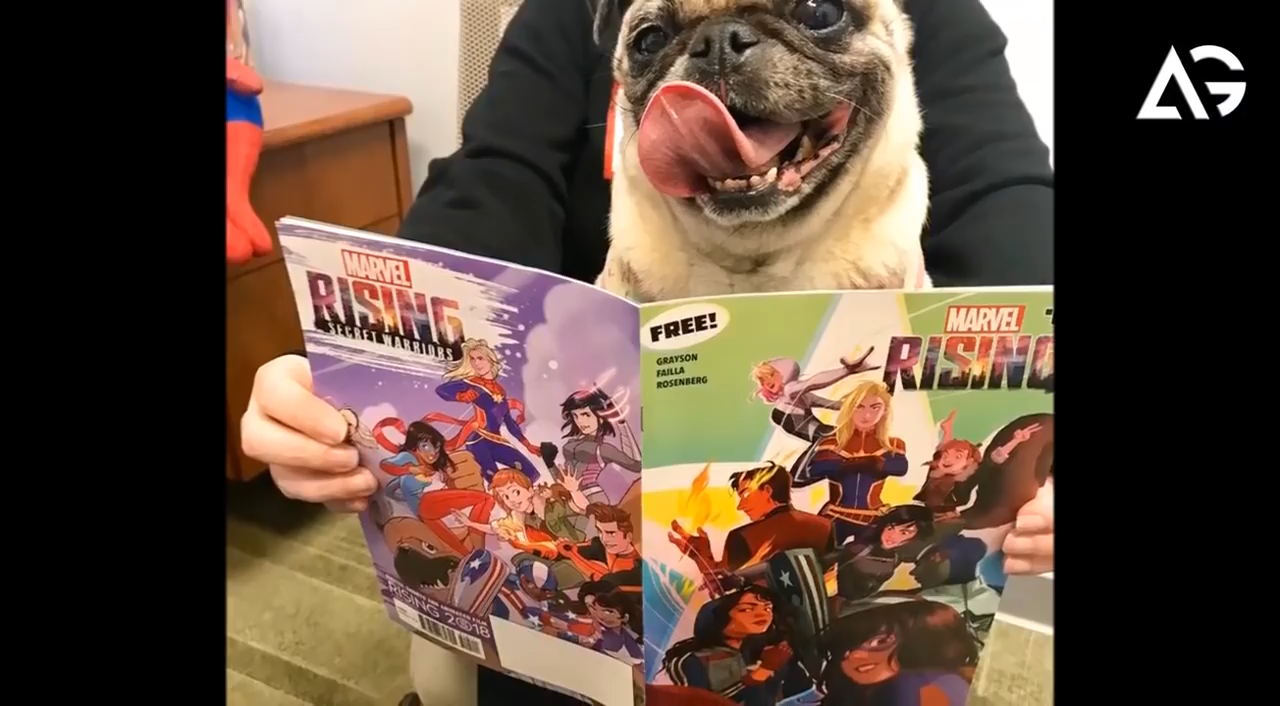 AG
MARVEL
RISING
SECRET WARRIORS
RISING 2018
FREE!
GRAYSON
FAILLA
ROSENBERG
MARVEL
RISING